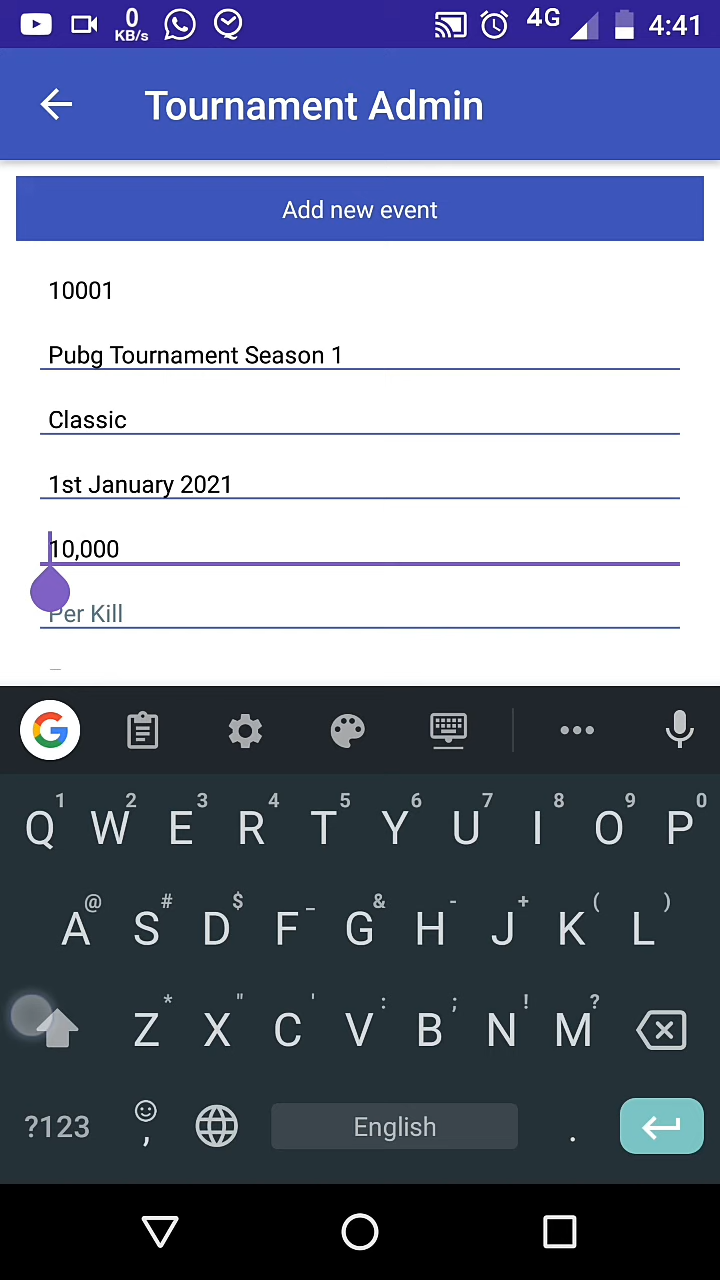 0 KB/s 4G 4:41
Tournament Admin
Add new event
10001
Pubg Tournament Season 1
Classic
1st January 2021
10,000
Per Kill
G
1 2 3 4 5 6 7 8 9 0
Q W E R T Y U I O P
@ # $ _ & - + ( )
A S D F G H J K L
* " ' : ; ! ?
Z X C V B N M
?123 , English .